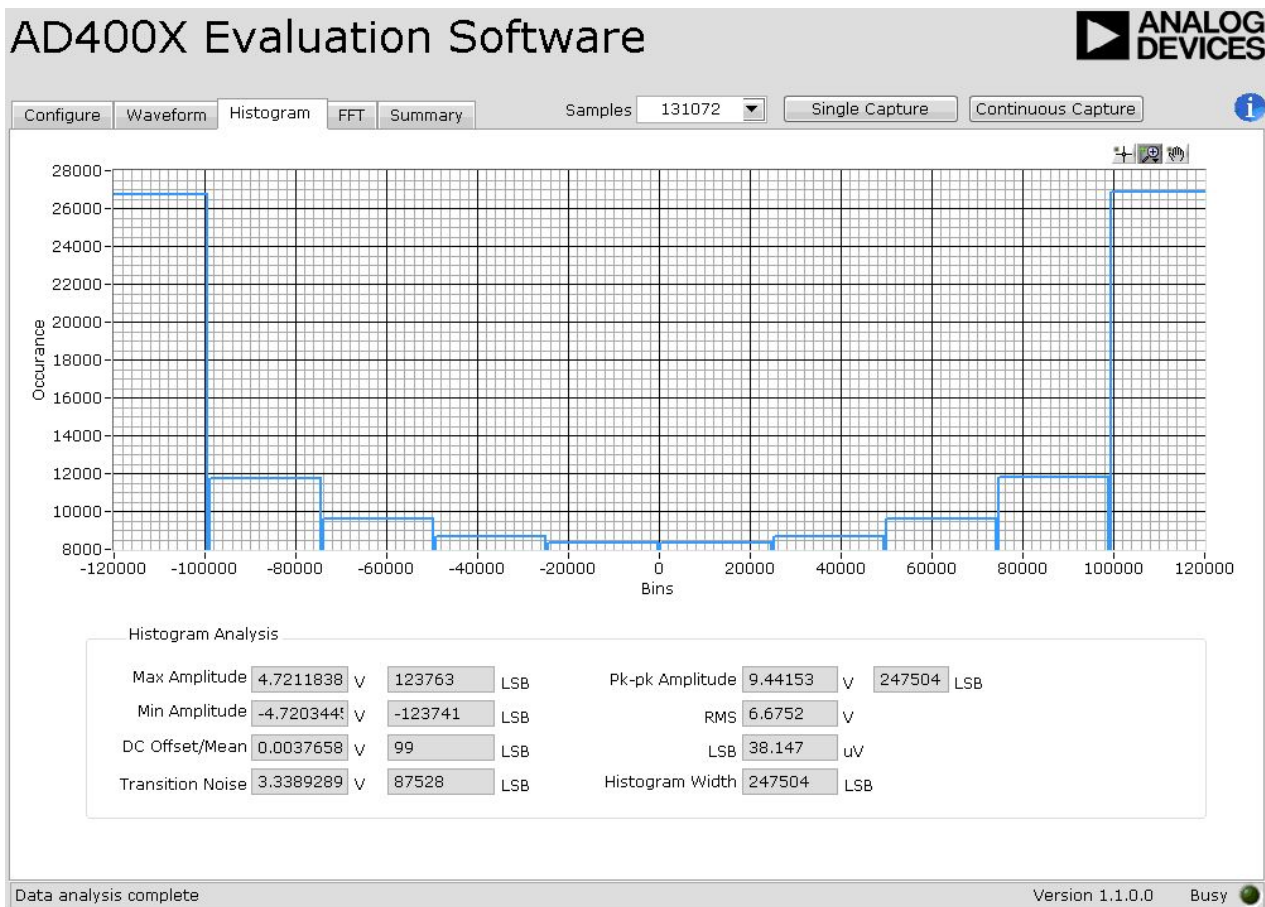 AD400X Evaluation Software
ANALOG
DEVICES
Configure Waveform Histogram FFT Summary Samples 131072 Single Capture Continuous Capture i
28000
26000
24000
22000
20000
18000
16000
14000
12000
10000
8000
Occurance
-120000 -100000 -80000 -60000 -40000 -20000 0 20000 40000 60000 80000 100000 120000
Bins
Histogram Analysis
Max Amplitude 4.7211838 V 123763 LSB Pk-pk Amplitude 9.44153 V 247504 LSB
Min Amplitude -4.720344 V -123741 LSB RMS 6.6752 V
DC Offset/Mean 0.0037658 V 99 LSB LSB 38.147 uV
Transition Noise 3.3389289 V 87528 LSB Histogram Width 247504 LSB
Data analysis complete Version 1.1.0.0 Busy